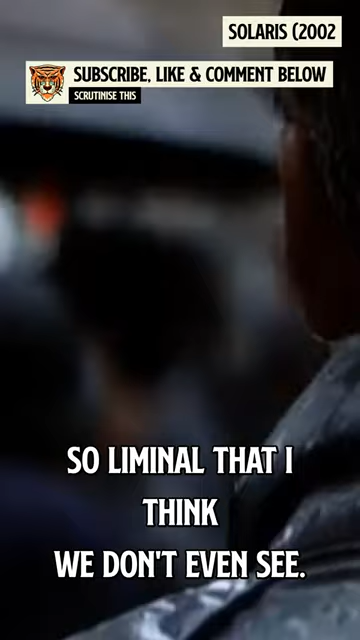 SOLARIS (2002
SUBSCRIBE, LIKE & COMMENT BELOW
SCRUTINISE THIS
SO LIMINAL THAT I
THINK
WE DON'T EVEN SEE.